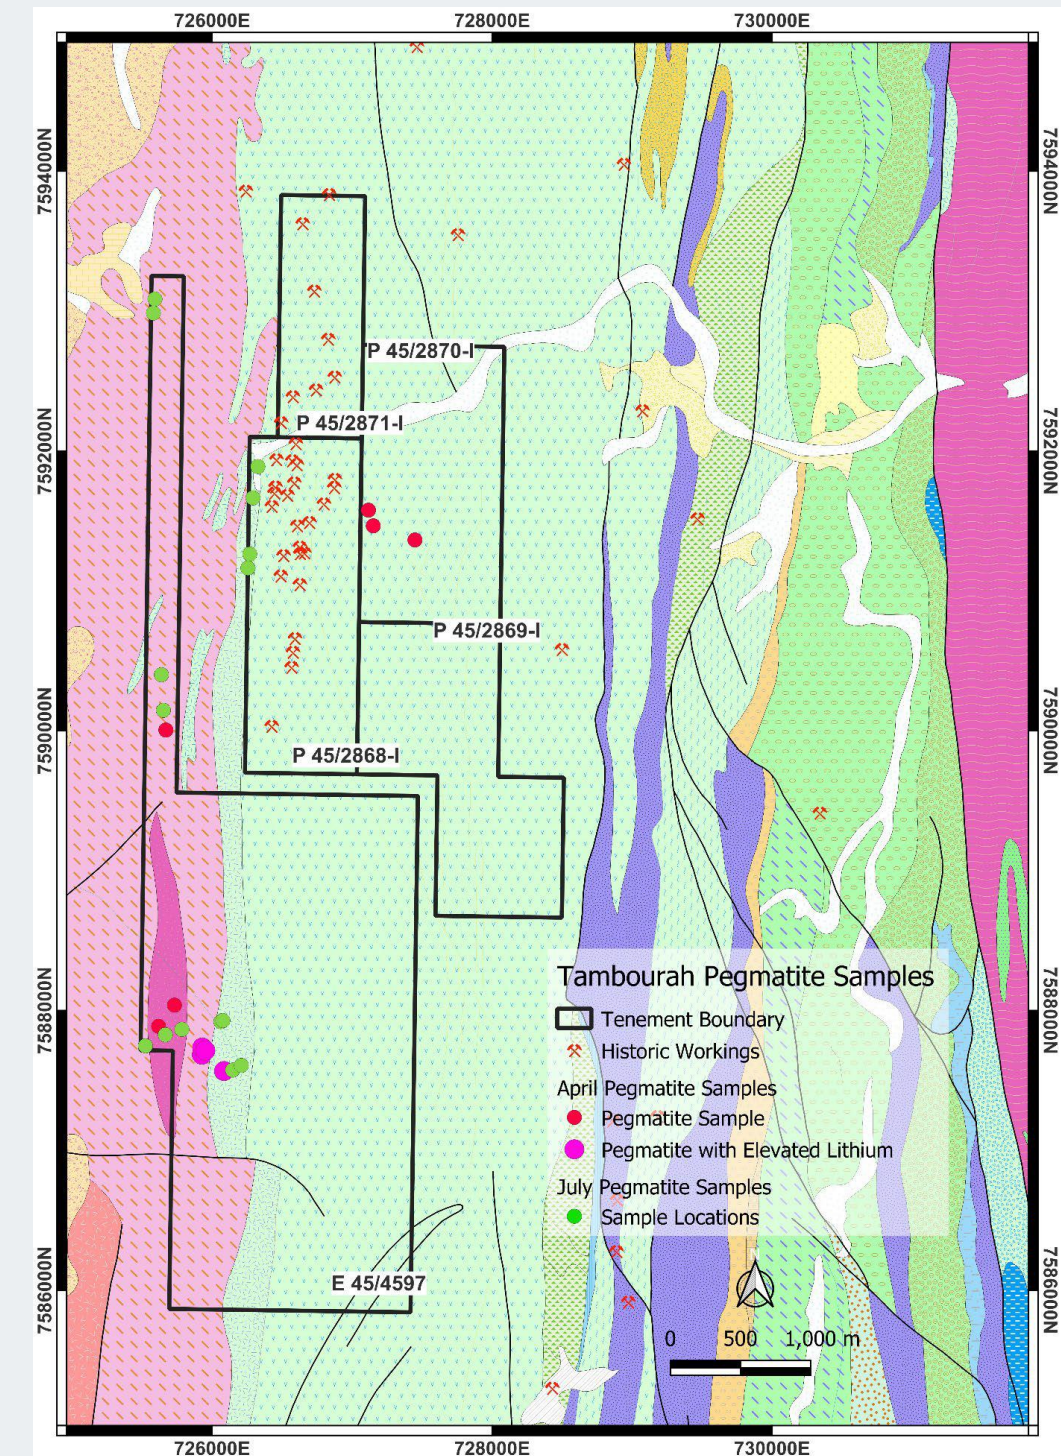 726000E
728000E
730000E
7594000N
7594000N
P 45/2870-I
P 45/2871-I
7592000N
7592000N
P 45/2869-I
P 45/2868-I
7590000N
7590000N
Tambourah Pegmatite Samples
Tenement Boundary
Historic Workings
April Pegmatite Samples
Pegmatite Sample
Pegmatite with Elevated Lithium
July Pegmatite Samples
Sample Locations
7588000N
7588000N
E 45/4597
N
7586000N
7586000N
0 500 1,000 m
726000E
728000E
730000E